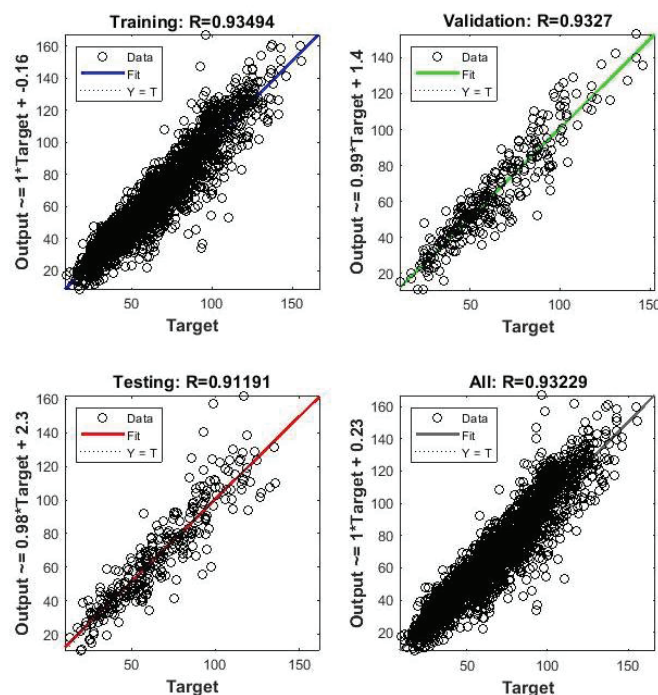 Training: R=0.93494
Output ~= 1*Target + -0.16
160
140
120
100
80
60
40
20
Data
Fit
Y = T
50
100
150
Target
Validation: R=0.9327
Output ~= 0.99*Target + 1.4
140
120
100
80
60
40
20
Data
Fit
Y = T
50
100
150
Target
Testing: R=0.91191
Output ~= 0.98*Target + 2.3
160
140
120
100
80
60
40
20
Data
Fit
Y = T
50
100
150
Target
All: R=0.93229
Output ~= 1*Target + 0.23
160
140
120
100
80
60
40
20
Data
Fit
Y = T
50
100
150
Target